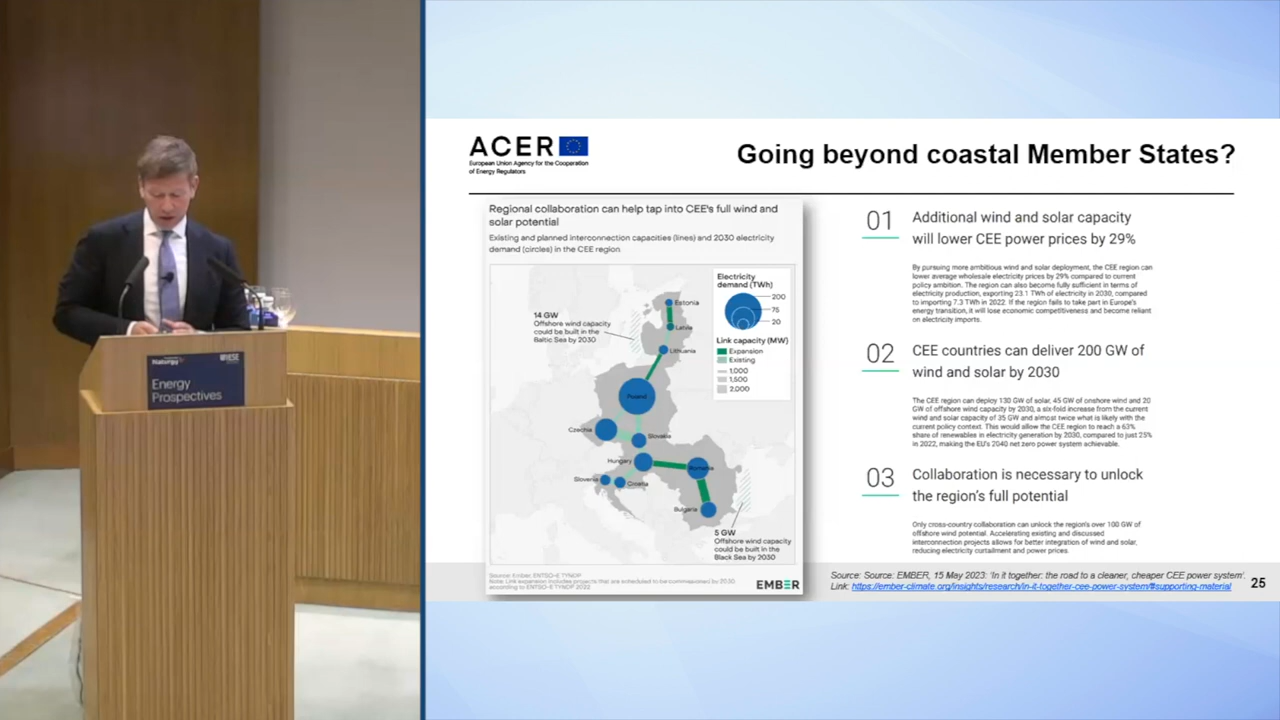 Naturgy
IESE
Energy
Prospectives
ACER
European Union Agency for the Cooperation
of Energy Regulators
Going beyond coastal Member States?
Regional collaboration can help tap into CEE's full wind and
solar potential
Existing and planned interconnection capacities (lines) and 2030 electricity
demand (circles) in the CEE region
Electricity
demand (TWh)
200
75
20
Link capacity (MW)
Expansion
Existing
1,000
1,500
2,000
14 GW
Offshore wind capacity
could be built in the
Baltic Sea by 2030
Estonia
Latvia
Lithuania
Poland
Czechia
Slovakia
Hungary
Slovenia
Croatia
Romania
Bulgaria
5 GW
Offshore wind capacity
could be built in the
Black Sea by 2030
Source: Ember, ENTSO-E TYNDP
Note: Link expansion includes projects that are scheduled to be commissioned by 2030
according to ENTSO-E TYNDP 2022
EMBER
01
Additional wind and solar capacity
will lower CEE power prices by 29%
By pursuing more ambitious wind and solar deployment, the CEE region can
lower average wholesale electricity prices by 29% compared to current
policy ambition. The region can also become fully sufficient in terms of
electricity production, exporting 23.1 TWh of electricity in 2030, compared
to importing 7.3 TWh in 2022. If the region fails to take part in Europe's
energy transition, it will lose economic competitiveness and become reliant
on electricity imports.
02
CEE countries can deliver 200 GW of
wind and solar by 2030
The CEE region can deploy 130 GW of solar, 45 GW of onshore wind and 20
GW of offshore wind capacity by 2030, a six-fold increase from the current
wind and solar capacity of 35 GW and almost twice what is likely with the
current policy context. This would allow the CEE region to reach a 63%
share of renewables in electricity generation by 2030, compared to just 25%
in 2022, making the EU's 2040 net zero power system achievable.
03
Collaboration is necessary to unlock
the region's full potential
Only cross-country collaboration can unlock the region's over 100 GW of
offshore wind potential. Accelerating existing and discussed
interconnection projects allows for better integration of wind and solar,
reducing electricity curtailment and power prices.
Source: Source: EMBER, 15 May 2023: 'In it together: the road to a cleaner, cheaper CEE power system'.
Link: https://ember-climate.org/insights/research/in-it-together-cee-power-system/#supporting-material
25